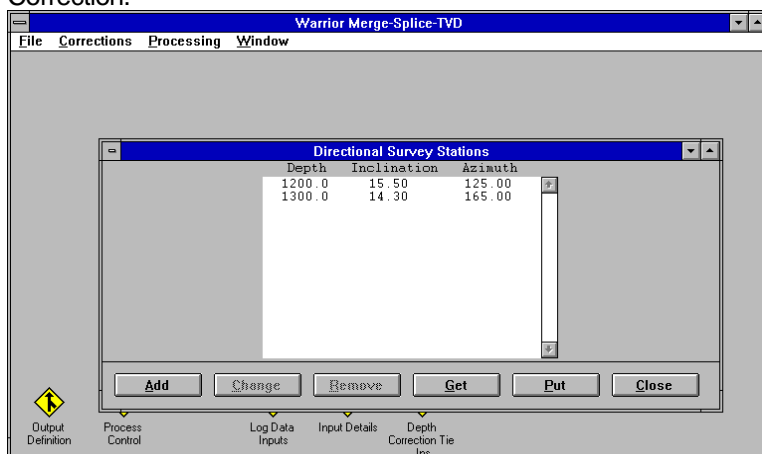 Correction.
Warrior Merge-Splice-TVD
File Corrections Processing Window
Directional Survey Stations
Depth Inclination Azimuth
1200.0 15.50 125.00
1300.0 14.30 165.00
Add Change Remove Get Put Close
Output Definition
Process Control
Log Data Inputs
Input Details
Depth Correction Tie Ins